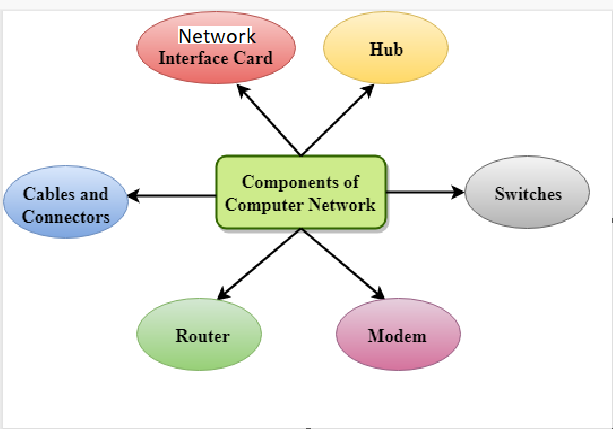 Network
Interface Card
Hub
Cables and
Connectors
Components of
Computer Network
Switches
Router
Modem